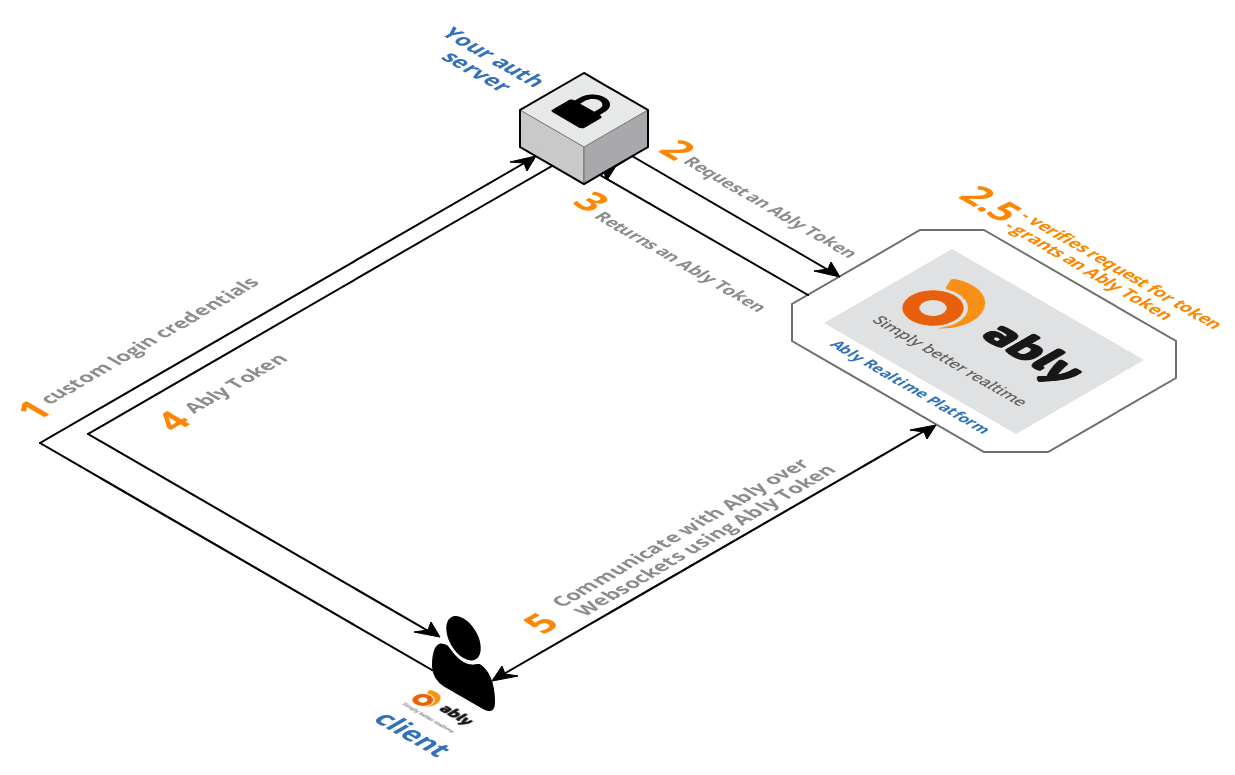 Your auth
server
2 Request an Ably Token
3 Returns an Ably Token
2.5 - verifies request for token
-grants an Ably Token
ably
Simply better realtime
Ably Realtime Platform
1 custom login credentials
4 Ably Token
5 Communicate with Ably over
Websockets using Ably Token
ably
Simply better realtime
client